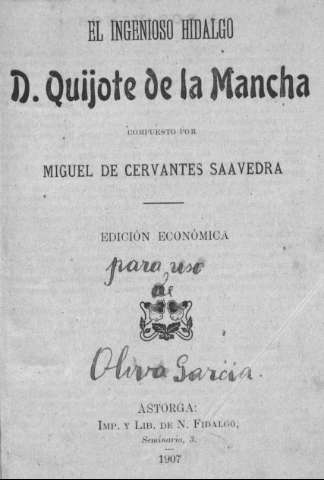 EL INGENIOSO HIDALGO
D. Quijote de la Mancha
COMPUESTO POR
MIGUEL DE CERVANTES SAAVEDRA
EDICIÓN ECONÓMICA
para uso
de
Oliva Garcia.
ASTORGA:
IMP. Y LIB. DE N. FIDALGO,
Seminario, 3.
1907